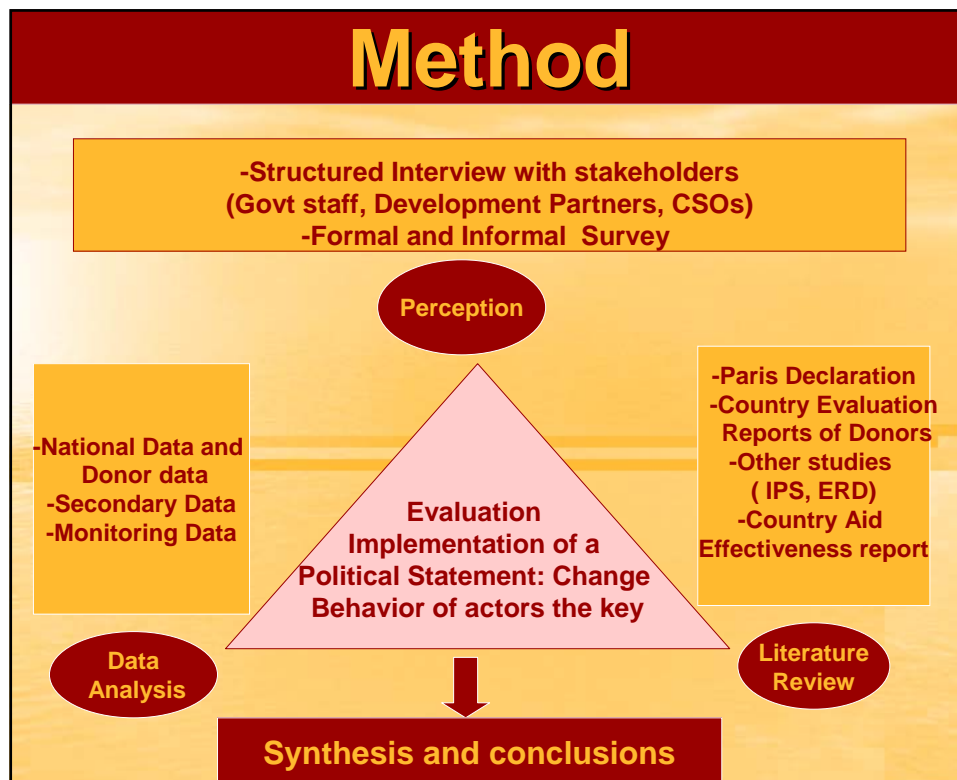 Method
-Structured Interview with stakeholders
(Govt staff, Development Partners, CSOs)
-Formal and Informal Survey
Perception
-National Data and
Donor data
-Secondary Data
-Monitoring Data
Data
Analysis
Evaluation
Implementation of a
Political Statement: Change
Behavior of actors the key
-Paris Declaration
-Country Evaluation
Reports of Donors
-Other studies
( IPS, ERD)
-Country Aid
Effectiveness report
Literature
Review
Synthesis and conclusions